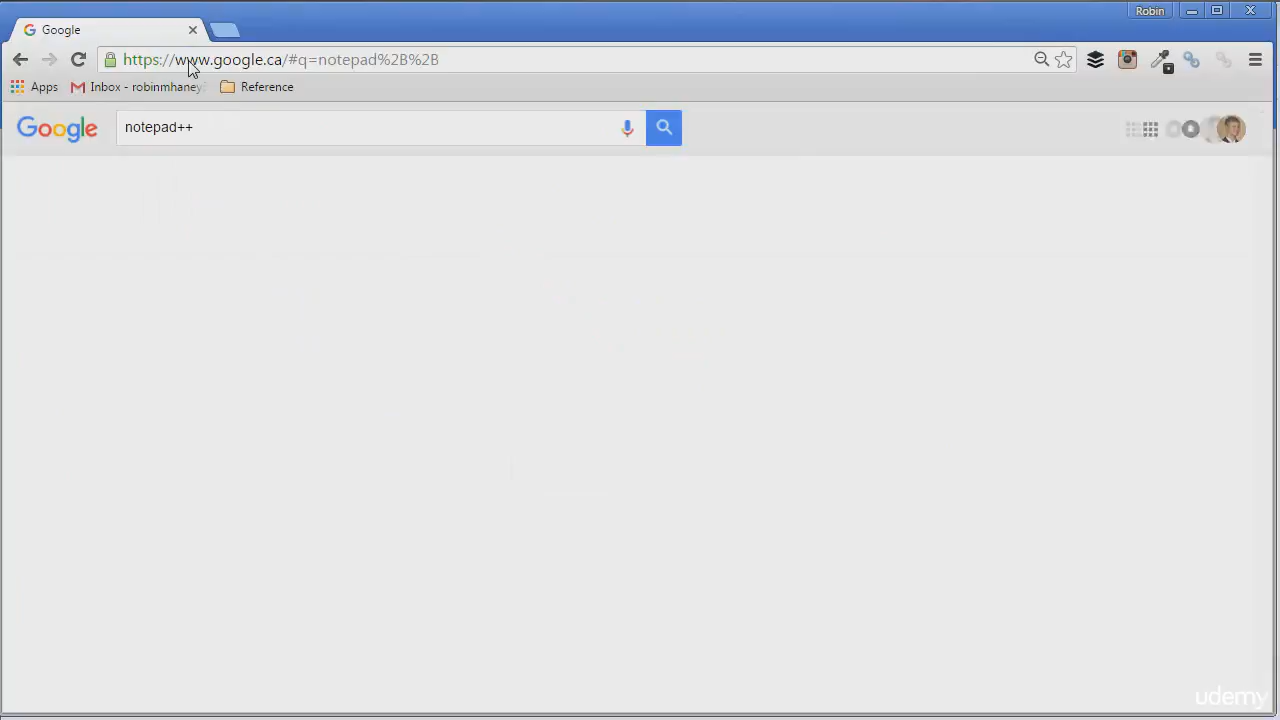 Robin
Google
https://www.google.ca/#q=notepad%2B%2B
Apps
Inbox - robinmhaney
Reference
Google
notepad++
udemy